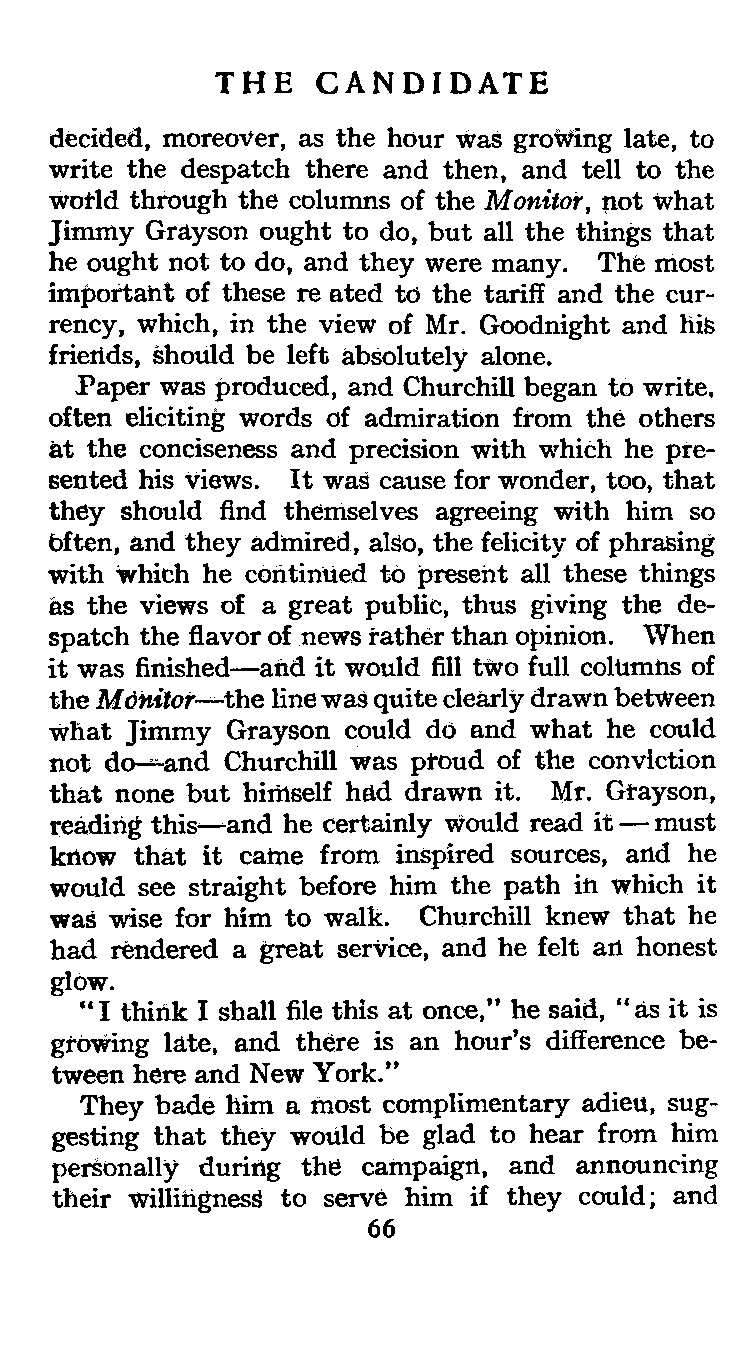 THE CANDIDATE
decided, moreover, as the hour was growing late, to
write the despatch there and then, and tell to the
world through the columns of the Monitor, not what
Jimmy Grayson ought to do, but all the things that
he ought not to do, and they were many. The most
important of these re ated to the tariff and the cur-
rency, which, in the view of Mr. Goodnight and his
friends, should be left absolutely alone.
Paper was produced, and Churchill began to write,
often eliciting words of admiration from the others
at the conciseness and precision with which he pre-
sented his views. It was cause for wonder, too, that
they should find themselves agreeing with him so
often, and they admired, also, the felicity of phrasing
with which he continued to present all these things
as the views of a great public, thus giving the de-
spatch the flavor of news rather than opinion. When
it was finished—and it would fill two full columns of
the Monitor—the line was quite clearly drawn between
what Jimmy Grayson could do and what he could
not do—and Churchill was proud of the conviction
that none but himself had drawn it. Mr. Grayson,
reading this—and he certainly would read it—must
know that it came from inspired sources, and he
would see straight before him the path in which it
was wise for him to walk. Churchill knew that he
had rendered a great service, and he felt an honest
glow.
"I think I shall file this at once," he said, "as it is
growing late, and there is an hour's difference be-
tween here and New York."
They bade him a most complimentary adieu, sug-
gesting that they would be glad to hear from him
personally during the campaign, and announcing
their willingness to serve him if they could; and
66